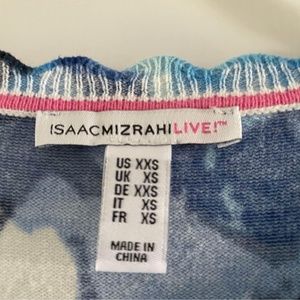 ISAACMIZRAHILIVE!™
US XXS
UK XS
DE XXS
IT XS
FR XS
MADE IN
CHINA